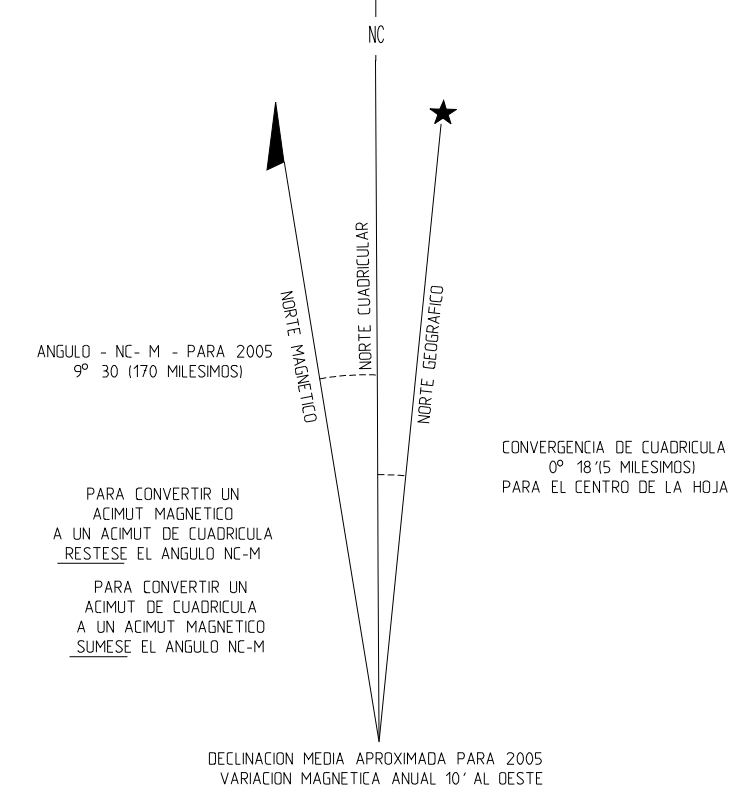 NC
NORTE MAGNETICO
NORTE CUADRICULAR
NORTE GEOGRAFICO
ANGULO - NC- M - PARA 2005
9° 30 (170 MILESIMOS)
CONVERGENCIA DE CUADRICULA
0° 18'(5 MILESIMOS)
PARA EL CENTRO DE LA HOJA
PARA CONVERTIR UN
ACIMUT MAGNETICO
A UN ACIMUT DE CUADRICULA
RESTESE EL ANGULO NC-M
PARA CONVERTIR UN
ACIMUT DE CUADRICULA
A UN ACIMUT MAGNETICO
SUMESE EL ANGULO NC-M
DECLINACION MEDIA APROXIMADA PARA 2005
VARIACION MAGNETICA ANUAL 10' AL OESTE